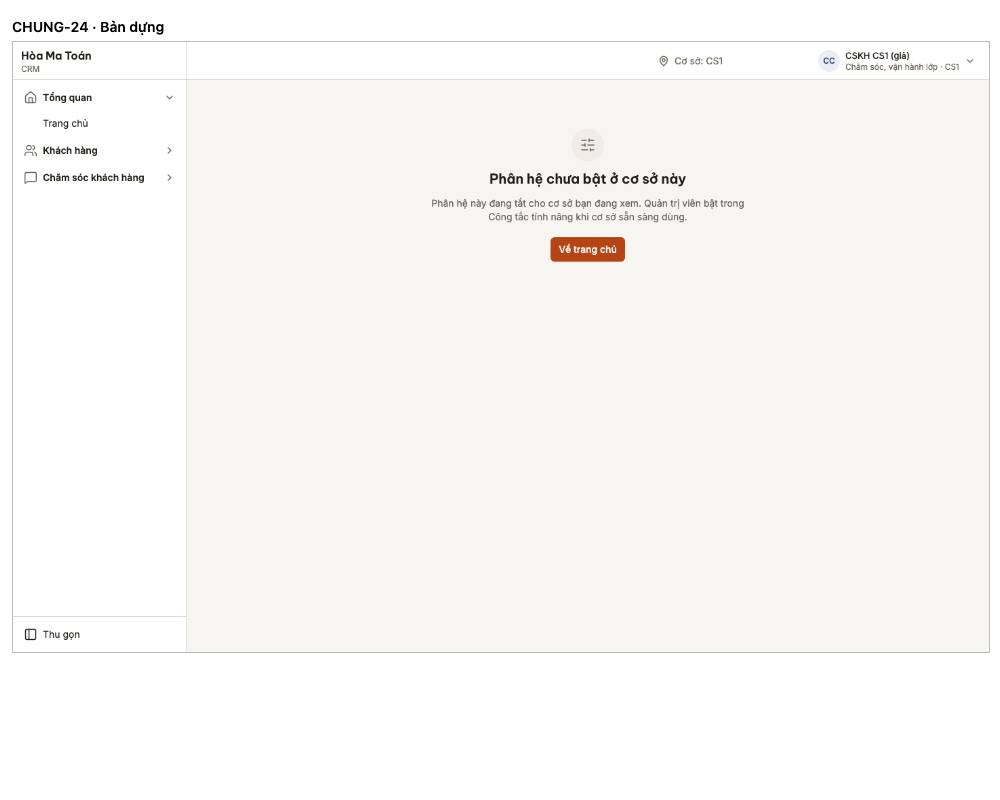 CHUNG-24 · Bản dựng
Hòa Ma Toán
CRM
Cơ sở: CS1
CC
CSKH CS1 (giả)
Chăm sóc, vận hành lớp · CS1
Tổng quan
Trang chủ
Khách hàng
Chăm sóc khách hàng
Phân hệ chưa bật ở cơ sở này
Phân hệ này đang tắt cho cơ sở bạn đang xem. Quản trị viên bật trong
Công tắc tính năng khi cơ sở sẵn sàng dùng.
Về trang chủ
Thu gọn